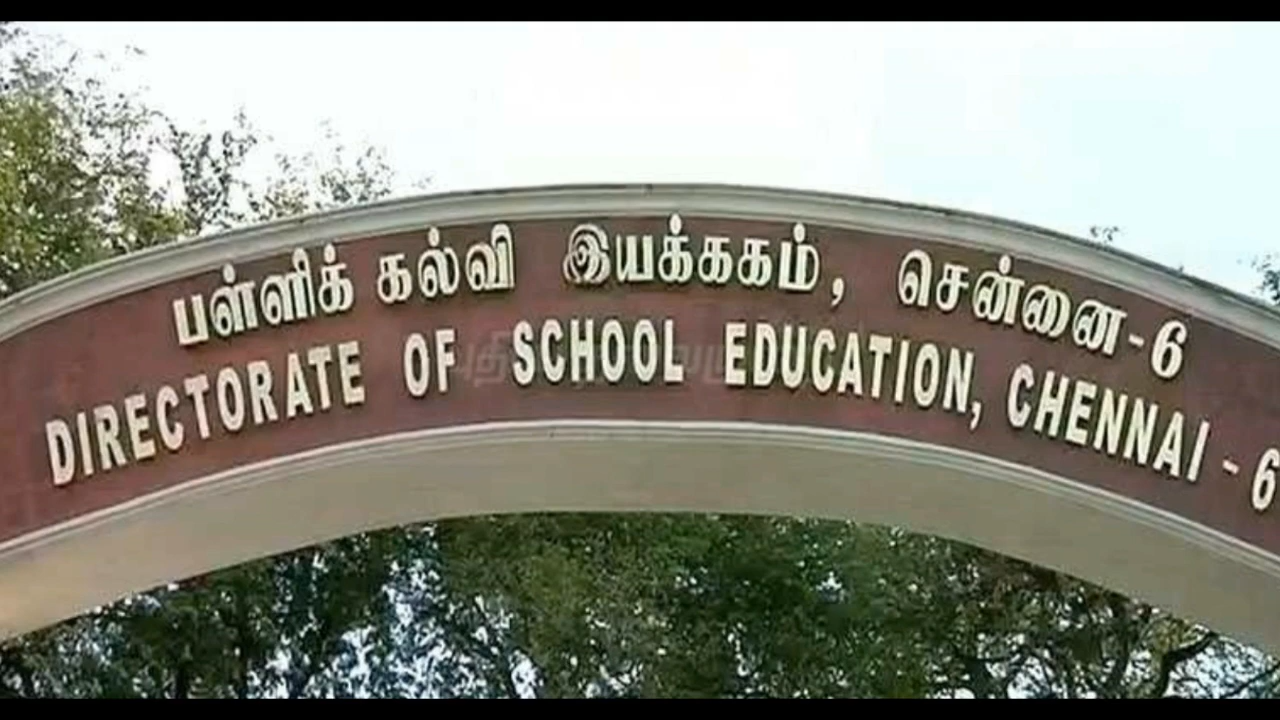 பள்ளிக் கல்வி இயக்ககம், சென்னை-6
DIRECTORATE OF SCHOOL EDUCATION, CHENNAI - 6